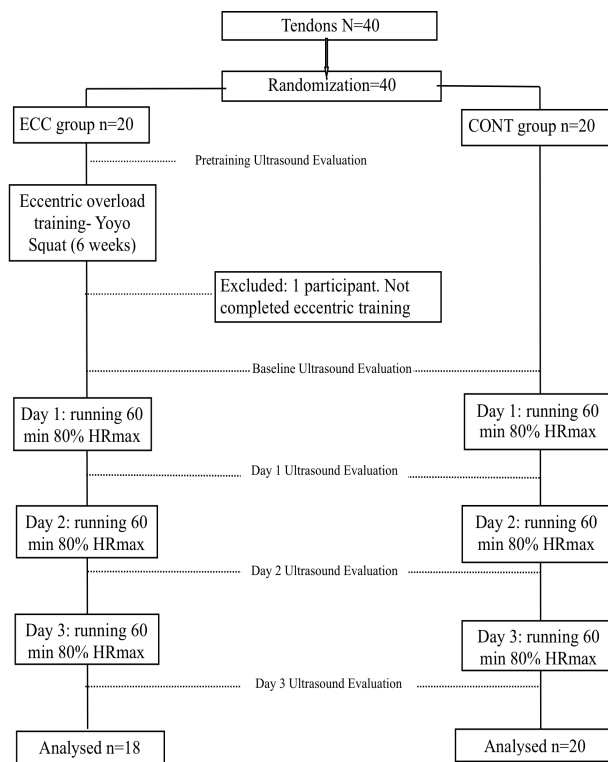 Tendons N=40
Randomization=40
ECC group n=20
CONT group n=20
Pretraining Ultrasound Evaluation
Eccentric overload
training- Yoyo
Squat (6 weeks)
Excluded: 1 participant. Not
completed eccentric training
Baseline Ultrasound Evaluation
Day 1: running 60
min 80% HRmax
Day 1: running 60
min 80% HRmax
Day 1 Ultrasound Evaluation
Day 2: running 60
min 80% HRmax
Day 2: running 60
min 80% HRmax
Day 2 Ultrasound Evaluation
Day 3: running 60
min 80% HRmax
Day 3: running 60
min 80% HRmax
Day 3 Ultrasound Evaluation
Analysed n=18
Analysed n=20